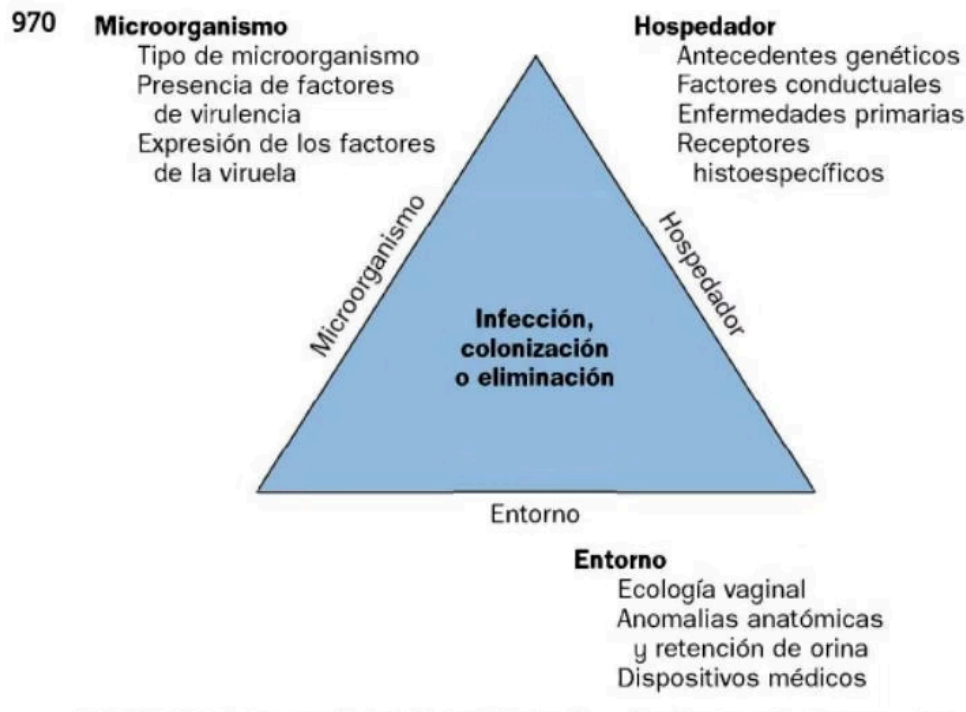 970
Microorganismo
Tipo de microorganismo
Presencia de factores
de virulencia
Expresión de los factores
de la viruela
Hospedador
Antecedentes genéticos
Factores conductuales
Enfermedades primarias
Receptores
histoespecíficos
Microorganismo
Hospedador
Infección,
colonización
o eliminación
Entorno
Entorno
Ecología vaginal
Anomalias anatómicas
y retención de orina
Dispositivos médicos